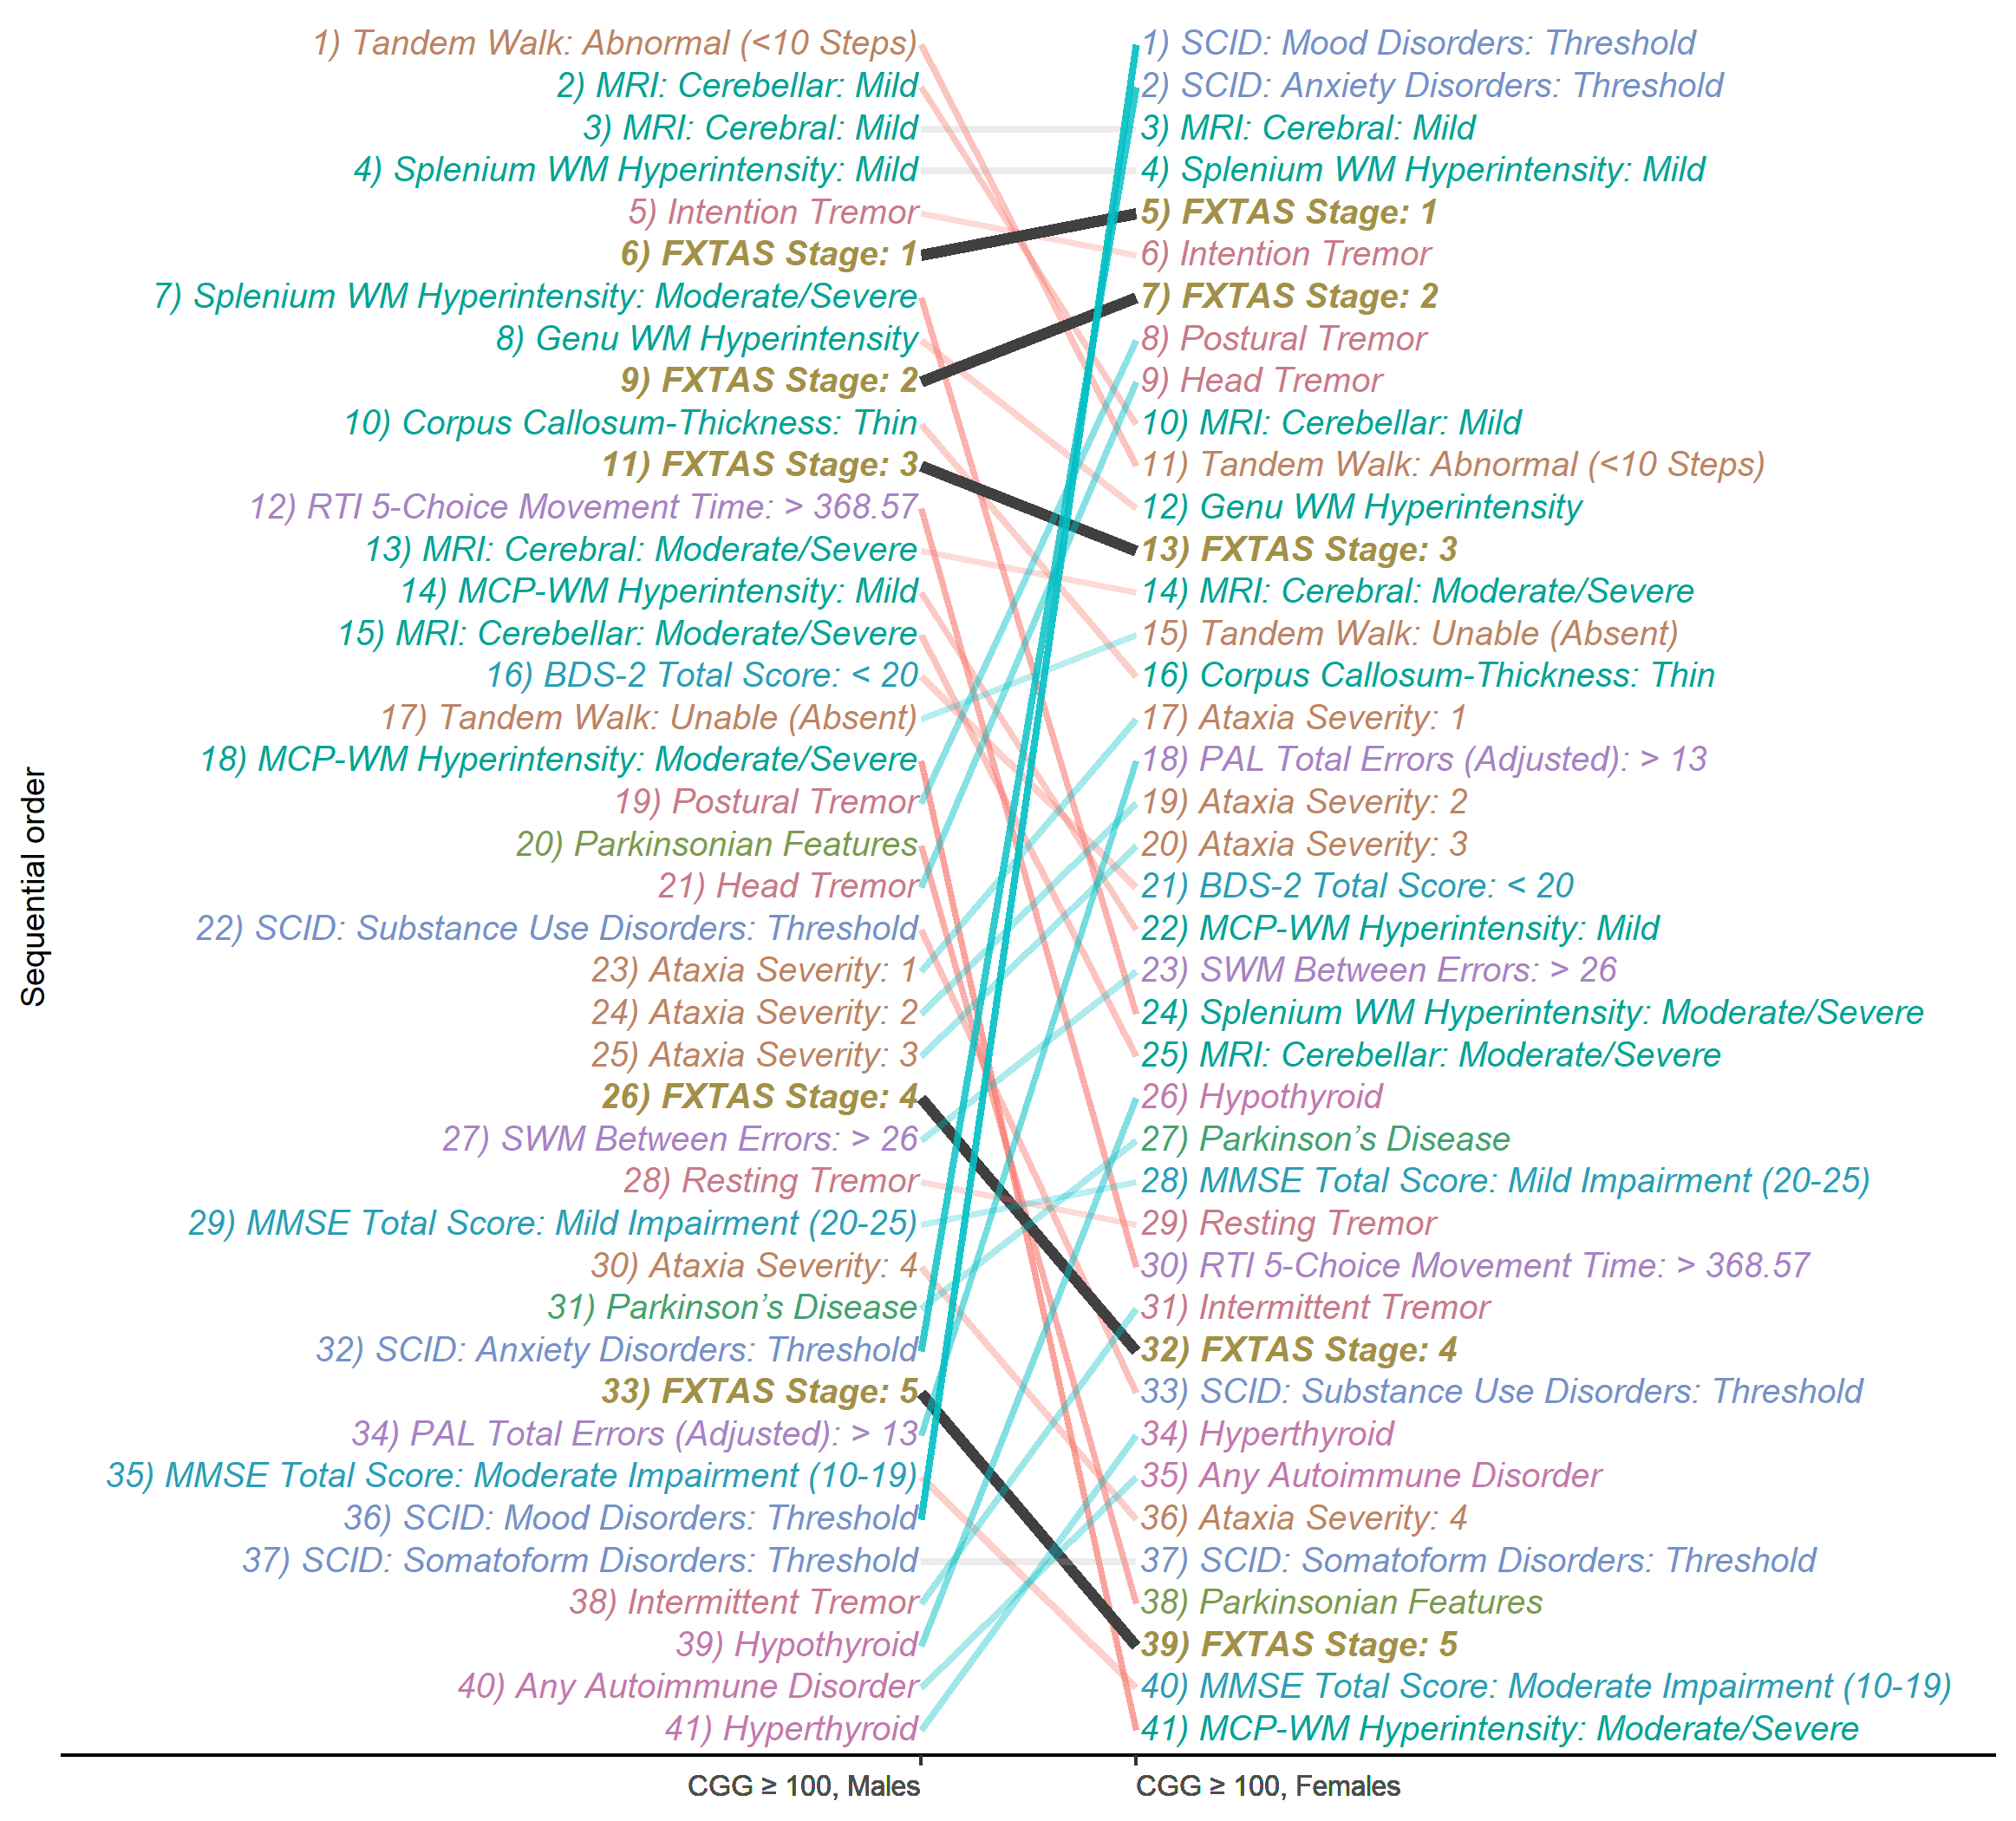 1) Tandem Walk: Abnormal (<10 Steps)
2) MRI: Cerebellar: Mild
3) MRI: Cerebral: Mild
4) Splenium WM Hyperintensity: Mild
5) Intention Tremor
6) FXTAS Stage: 1
7) Splenium WM Hyperintensity: Moderate/Severe
8) Genu WM Hyperintensity
9) FXTAS Stage: 2
10) Corpus Callosum-Thickness: Thin
11) FXTAS Stage: 3
12) RTI 5-Choice Movement Time: > 368.57
13) MRI: Cerebral: Moderate/Severe
14) MCP-WM Hyperintensity: Mild
15) MRI: Cerebellar: Moderate/Severe
16) BDS-2 Total Score: < 20
17) Tandem Walk: Unable (Absent)
18) MCP-WM Hyperintensity: Moderate/Severe
19) Postural Tremor
20) Parkinsonian Features
21) Head Tremor
22) SCID: Substance Use Disorders: Threshold
23) Ataxia Severity: 1
24) Ataxia Severity: 2
25) Ataxia Severity: 3
26) FXTAS Stage: 4
27) SWM Between Errors: > 26
28) Resting Tremor
29) MMSE Total Score: Mild Impairment (20-25)
30) Ataxia Severity: 4
31) Parkinson’s Disease
32) SCID: Anxiety Disorders: Threshold
33) FXTAS Stage: 5
34) PAL Total Errors (Adjusted): > 13
35) MMSE Total Score: Moderate Impairment (10-19)
36) SCID: Mood Disorders: Threshold
37) SCID: Somatoform Disorders: Threshold
38) Intermittent Tremor
39) Hypothyroid
40) Any Autoimmune Disorder
41) Hyperthyroid
1) SCID: Mood Disorders: Threshold
2) SCID: Anxiety Disorders: Threshold
3) MRI: Cerebral: Mild
4) Splenium WM Hyperintensity: Mild
5) FXTAS Stage: 1
6) Intention Tremor
7) FXTAS Stage: 2
8) Postural Tremor
9) Head Tremor
10) MRI: Cerebellar: Mild
11) Tandem Walk: Abnormal (<10 Steps)
12) Genu WM Hyperintensity
13) FXTAS Stage: 3
14) MRI: Cerebral: Moderate/Severe
15) Tandem Walk: Unable (Absent)
16) Corpus Callosum-Thickness: Thin
17) Ataxia Severity: 1
18) PAL Total Errors (Adjusted): > 13
19) Ataxia Severity: 2
20) Ataxia Severity: 3
21) BDS-2 Total Score: < 20
22) MCP-WM Hyperintensity: Mild
23) SWM Between Errors: > 26
24) Splenium WM Hyperintensity: Moderate/Severe
25) MRI: Cerebellar: Moderate/Severe
26) Hypothyroid
27) Parkinson’s Disease
28) MMSE Total Score: Mild Impairment (20-25)
29) Resting Tremor
30) RTI 5-Choice Movement Time: > 368.57
31) Intermittent Tremor
32) FXTAS Stage: 4
33) SCID: Substance Use Disorders: Threshold
34) Hyperthyroid
35) Any Autoimmune Disorder
36) Ataxia Severity: 4
37) SCID: Somatoform Disorders: Threshold
38) Parkinsonian Features
39) FXTAS Stage: 5
40) MMSE Total Score: Moderate Impairment (10-19)
41) MCP-WM Hyperintensity: Moderate/Severe
Sequential order
CGG ≥ 100, Males
CGG ≥ 100, Females